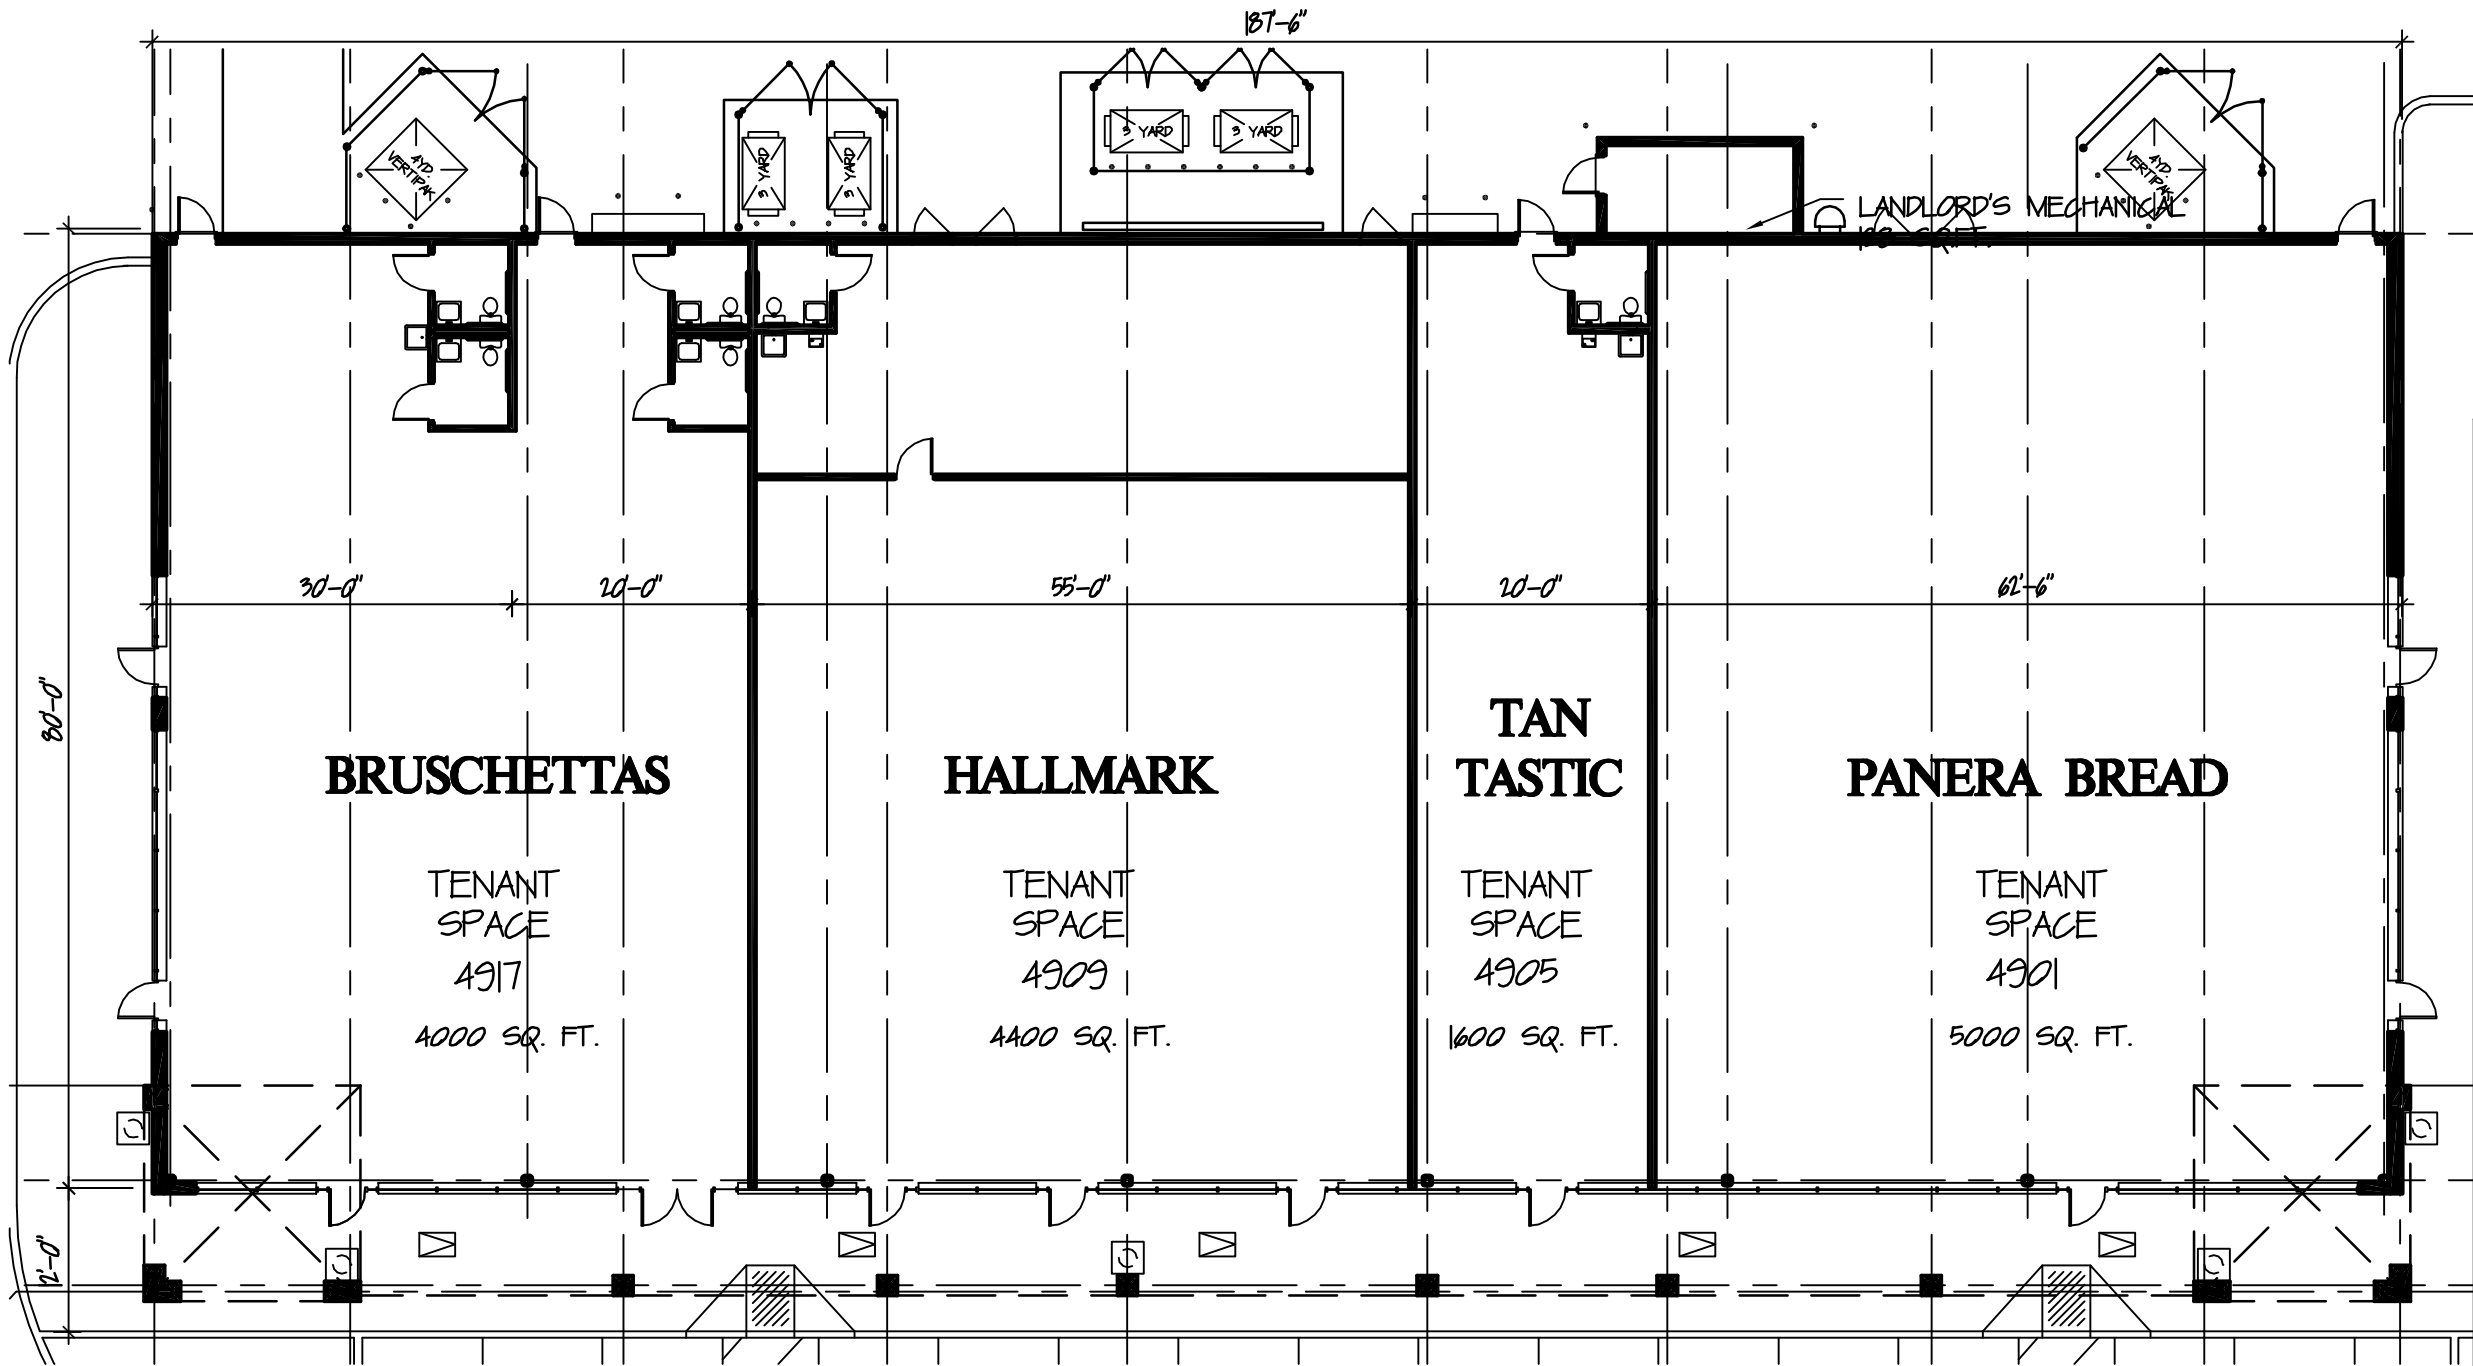 187'-6"
3 YARD
3 YARD
3 YARD
3 YARD
4YD.
VERTIPAK
4YD.
VERTIPAK
LANDLORD'S MECHANICAL
SQ.FT.
30'-0"
20'-0"
55'-0"
20'-0"
62'-6"
80'-0"
BRUSCHETTAS
TENANT
SPACE
4917
4000 SQ. FT.
HALLMARK
TENANT
SPACE
4909
4400 SQ. FT.
TAN
TASTIC
TENANT
SPACE
4905
1600 SQ. FT.
PANERA BREAD
TENANT
SPACE
4901
5000 SQ. FT.